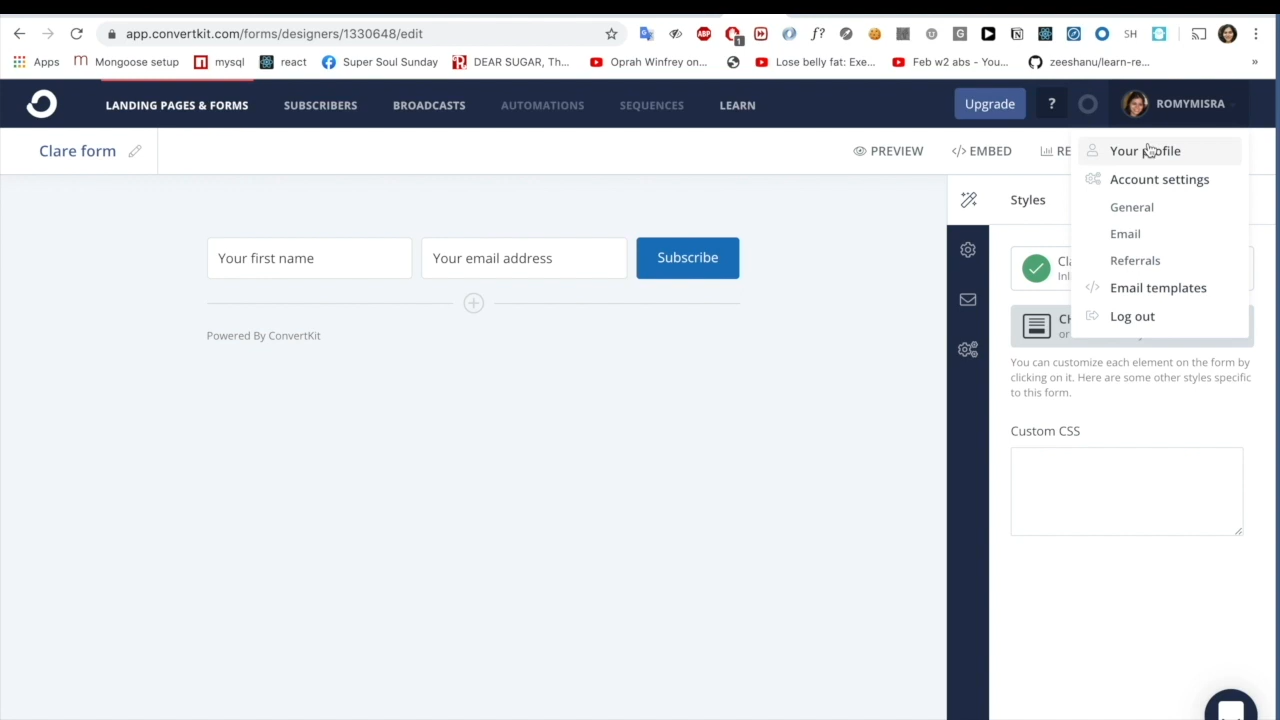 app.convertkit.com/forms/designers/1330648/edit
ABP 1 f? G SH
Apps Mongoose setup mysql react Super Soul Sunday DEAR SUGAR, Th... Oprah Winfrey on... Lose belly fat: Exe... Feb w2 abs - You... zeeshanu/learn-re... »
LANDING PAGES & FORMS SUBSCRIBERS BROADCASTS AUTOMATIONS SEQUENCES LEARN Upgrade ? ROMYMISRA
Clare form PREVIEW </> EMBED RE
Your profile
Account settings
General
Email
Referrals
</> Email templates
Log out
Styles
Your first name Your email address Subscribe
Powered By ConvertKit
Cla
Inl
CH
or
You can customize each element on the form by
clicking on it. Here are some other styles specific
to this form.
Custom CSS